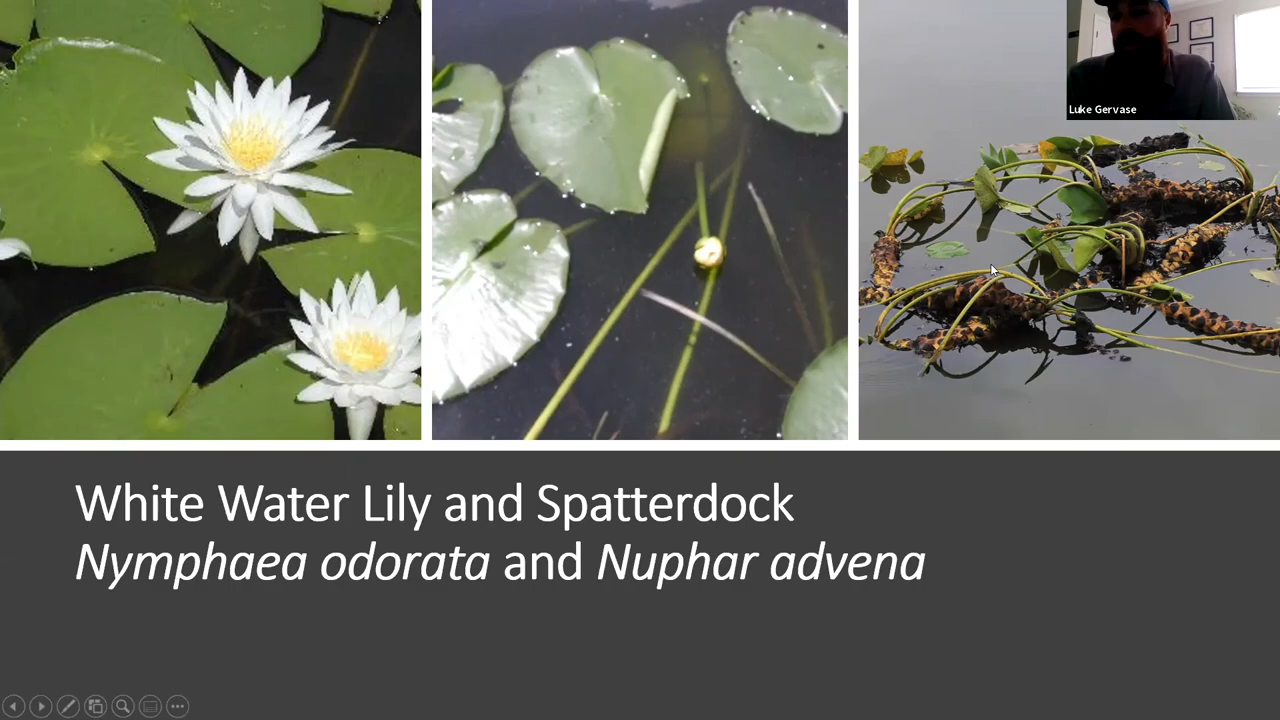 Luke Gervase
White Water Lily and Spatterdock
Nymphaea odorata and Nuphar advena